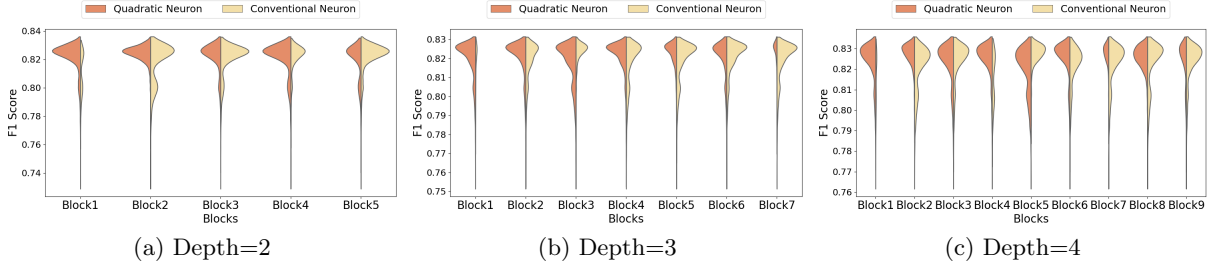 Quadratic Neuron Conventional Neuron
0.84
0.82
0.80
0.78
0.76
0.74
F1 Score
Block1 Block2 Block3 Block4 Block5
Blocks
(a) Depth=2
Quadratic Neuron Conventional Neuron
0.83
0.82
0.81
0.80
0.79
0.78
0.77
0.76
0.75
F1 Score
Block1 Block2 Block3 Block4 Block5 Block6 Block7
Blocks
(b) Depth=3
Quadratic Neuron Conventional Neuron
0.83
0.82
0.81
0.80
0.79
0.78
0.77
0.76
F1 Score
Block1 Block2 Block3 Block4 Block5 Block6 Block7 Block8 Block9
Blocks
(c) Depth=4